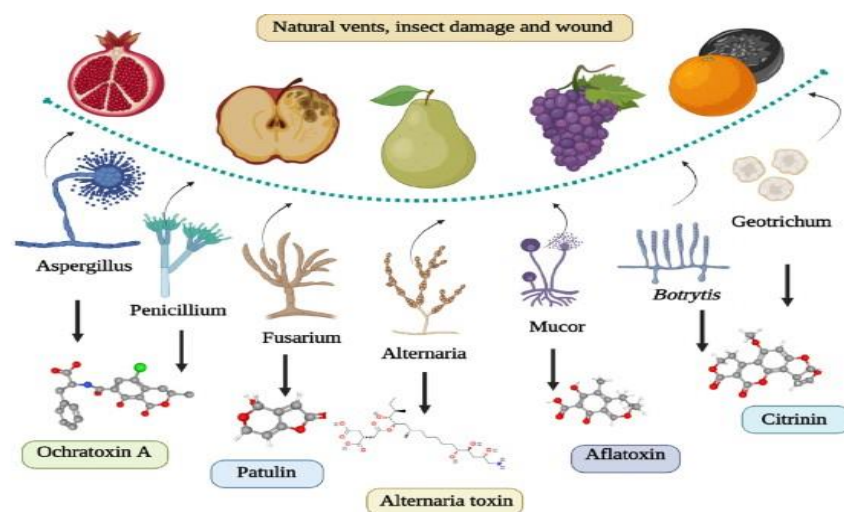 Natural vents, insect damage and wound
Aspergillus
Penicillium
Fusarium
Alternaria
Mucor
Botrytis
Geotrichum
Ochratoxin A
Patulin
Alternaria toxin
Aflatoxin
Citrinin